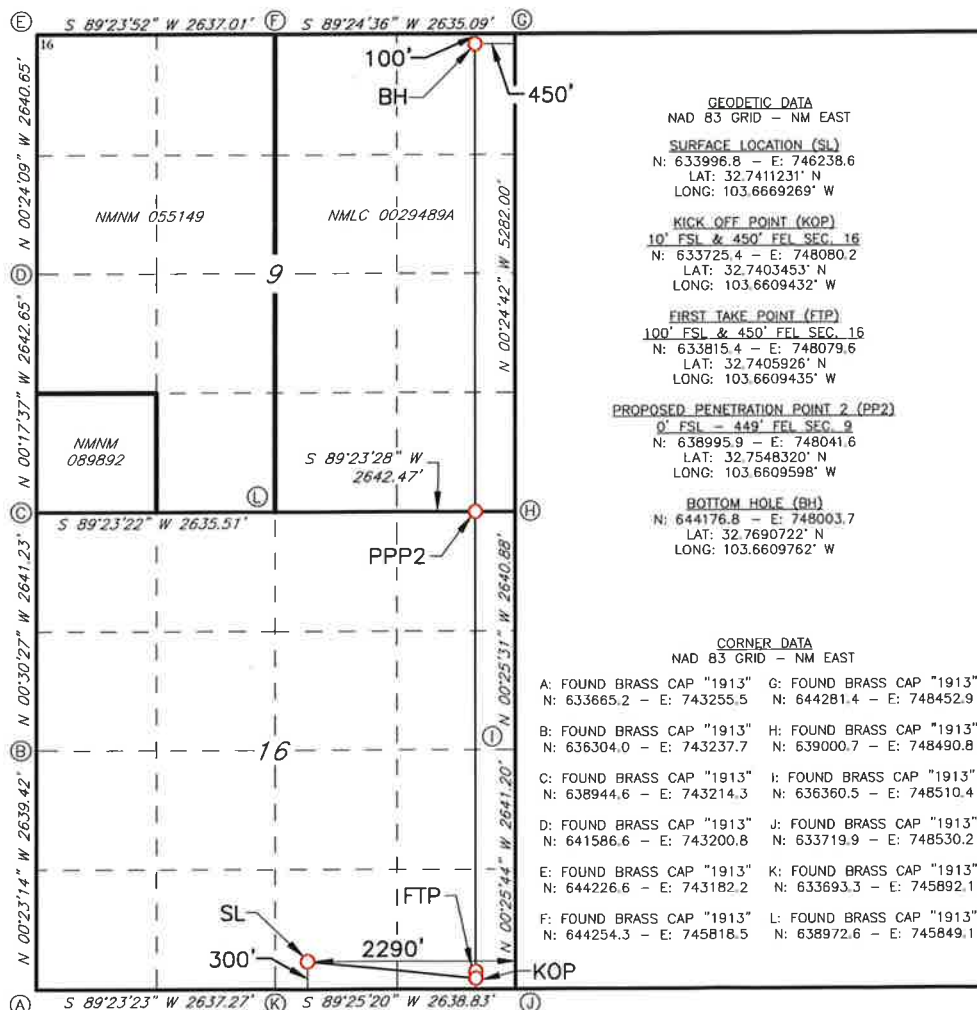 E S 89°23'52" W 2637.01' F S 89°24'36" W 2635.09' G
16
100'
BH
450'
N 00°24'09" W 2640.65'
NMNM 055149
NMLC 0029489A
N 00°24'42" W 5282.00'
D
9
N 00°17'37" W 2642.65'
NMNM
089892
S 89°23'28" W
2642.47'
L
C
H
S 89°23'22" W 2635.51'
PPP2
N 00°30'27" W 2641.23'
N 00°25'31" W 2640.88'
B
16
I
N 00°23'14" W 2639.42'
N 00°25'44" W 2641.20'
SL
FTP
2290'
300'
KOP
A S 89°23'23" W 2637.27' K S 89°25'20" W 2638.83' J
GEODETIC DATA
NAD 83 GRID - NM EAST
SURFACE LOCATION (SL)
N: 633996.8 - E: 746238.6
LAT: 32.7411231° N
LONG: 103.6669269° W
KICK OFF POINT (KOP)
10' FSL & 450' FEL SEC. 16
N: 633725.4 - E: 748080.2
LAT: 32.7403453° N
LONG: 103.6609432° W
FIRST TAKE POINT (FTP)
100' FSL & 450' FEL SEC. 16
N: 633815.4 - E: 748079.6
LAT: 32.7405926° N
LONG: 103.6609435° W
PROPOSED PENETRATION POINT 2 (PP2)
0' FSL - 449' FEL SEC. 9
N: 638995.9 - E: 748041.6
LAT: 32.7548320° N
LONG: 103.6609598° W
BOTTOM HOLE (BH)
N: 644176.8 - E: 748003.7
LAT: 32.7690722° N
LONG: 103.6609762° W
CORNER DATA
NAD 83 GRID - NM EAST
A: FOUND BRASS CAP "1913"
N: 633665.2 - E: 743255.5
B: FOUND BRASS CAP "1913"
N: 636304.0 - E: 743237.7
C: FOUND BRASS CAP "1913"
N: 638944.6 - E: 743214.3
D: FOUND BRASS CAP "1913"
N: 641586.6 - E: 743200.8
E: FOUND BRASS CAP "1913"
N: 644226.6 - E: 743182.2
F: FOUND BRASS CAP "1913"
N: 644254.3 - E: 745818.5
G: FOUND BRASS CAP "1913"
N: 644281.4 - E: 748452.9
H: FOUND BRASS CAP "1913"
N: 639000.7 - E: 748490.8
I: FOUND BRASS CAP "1913"
N: 636360.5 - E: 748510.4
J: FOUND BRASS CAP "1913"
N: 633719.9 - E: 748530.2
K: FOUND BRASS CAP "1913"
N: 633693.3 - E: 745892.1
L: FOUND BRASS CAP "1913"
N: 638972.6 - E: 745849.1